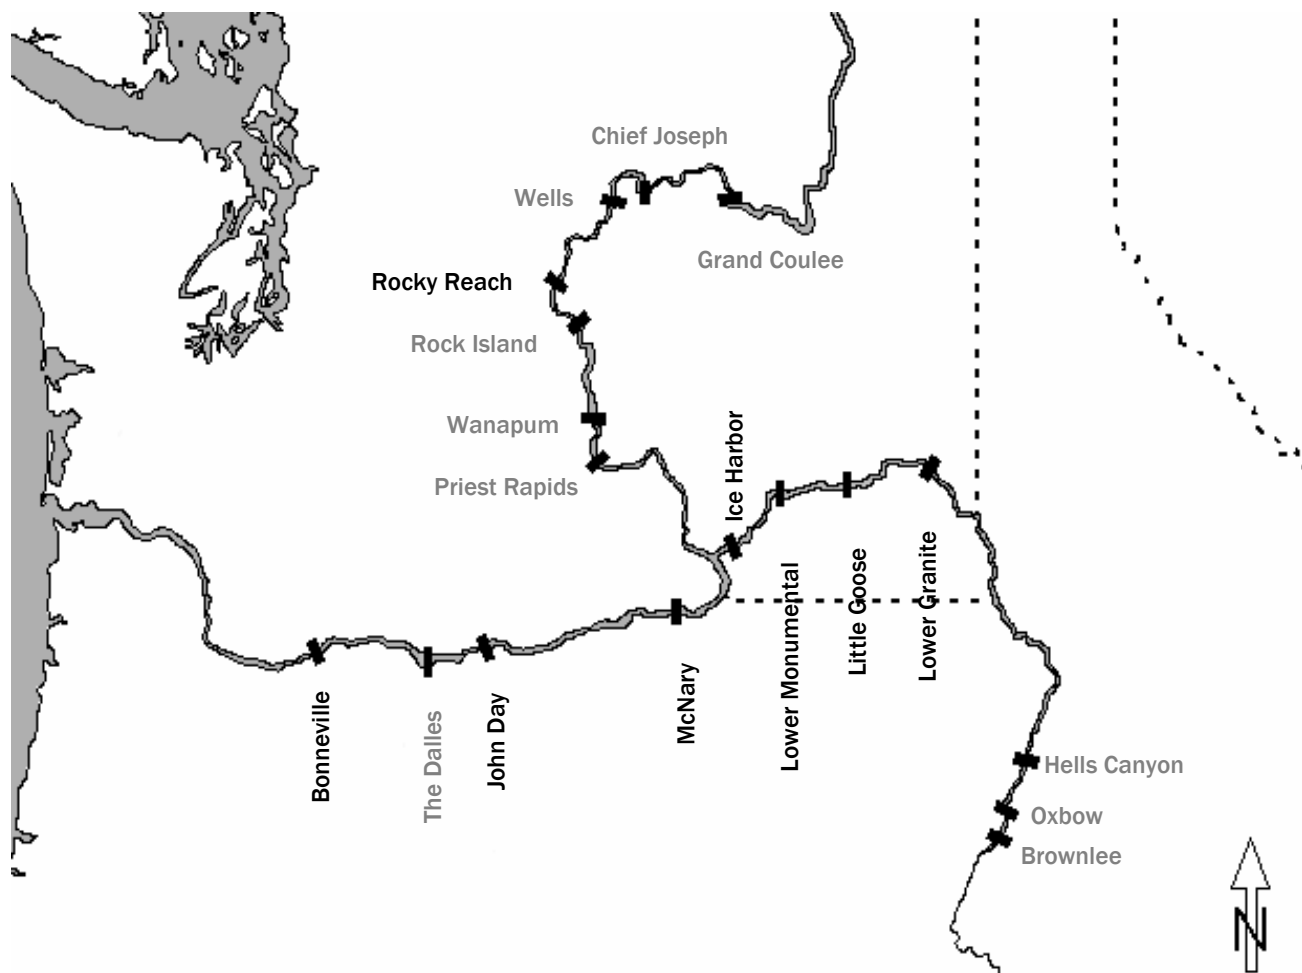 Chief Joseph
Wells
Grand Coulee
Rocky Reach
Rock Island
Wanapum
Priest Rapids
Ice Harbor
Lower Monumental
Little Goose
Lower Granite
McNary
Bonneville
The Dalles
John Day
Hells Canyon
Oxbow
Brownlee
N